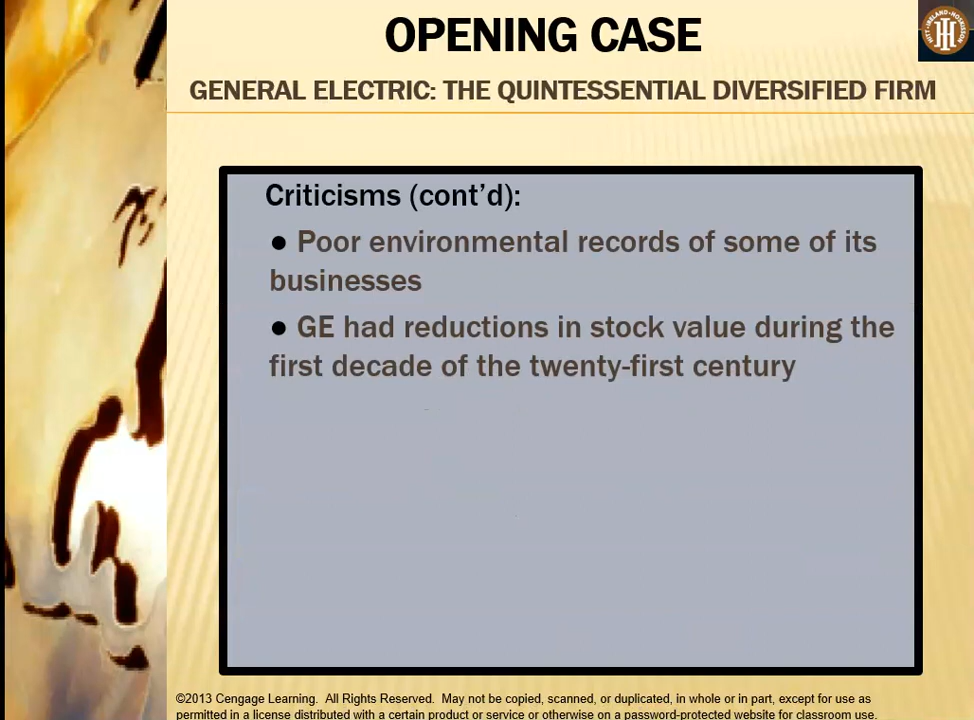 OPENING CASE
GENERAL ELECTRIC: THE QUINTESSENTIAL DIVERSIFIED FIRM
HITT • IRELAND • HOSKISSON
Criticisms (cont’d):
● Poor environmental records of some of its
businesses
● GE had reductions in stock value during the
first decade of the twenty-first century
©2013 Cengage Learning. All Rights Reserved. May not be copied, scanned, or duplicated, in whole or in part, except for use as
permitted in a license distributed with a certain product or service or otherwise on a password-protected website for classroom use.